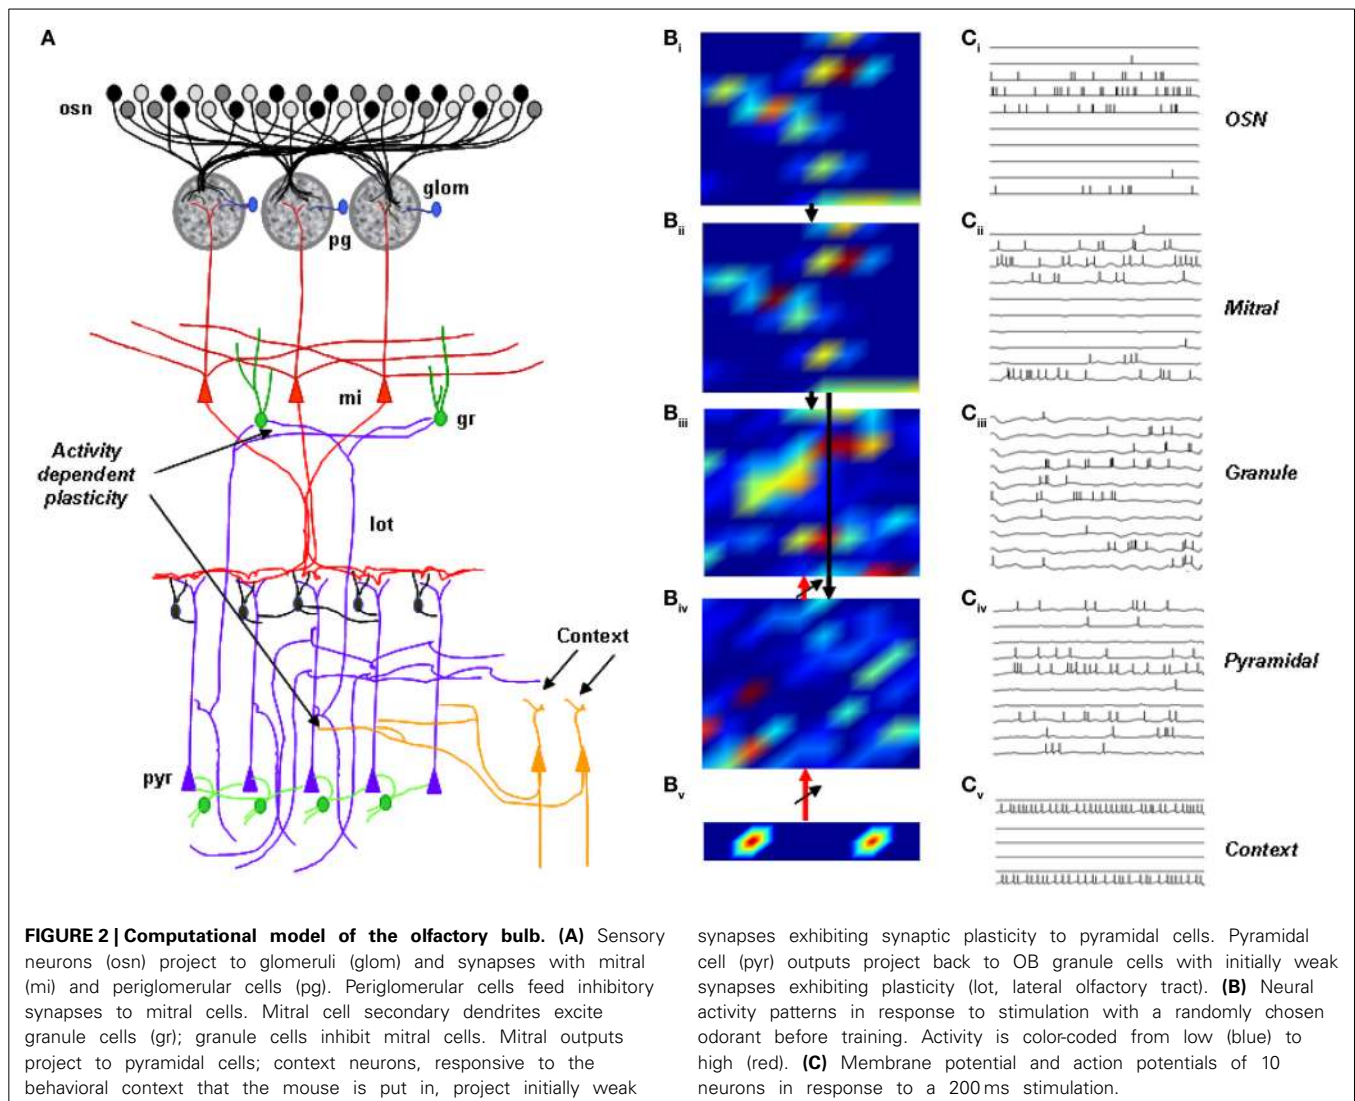 A
osn
glom
pg
mi
gr
Activity
dependent
plasticity
lot
Context
pyr
Bi
Bii
Biii
Biv
Bv
Ci
OSN
Cii
Mitral
Ciii
Granule
Civ
Pyramidal
Cv
Context
FIGURE 2 | Computational model of the olfactory bulb. (A) Sensory
neurons (osn) project to glomeruli (glom) and synapses with mitral
(mi) and periglomerular cells (pg). Periglomerular cells feed inhibitory
synapses to mitral cells. Mitral cell secondary dendrites excite
granule cells (gr); granule cells inhibit mitral cells. Mitral outputs
project to pyramidal cells; context neurons, responsive to the
behavioral context that the mouse is put in, project initially weak
synapses exhibiting synaptic plasticity to pyramidal cells. Pyramidal
cell (pyr) outputs project back to OB granule cells with initially weak
synapses exhibiting plasticity (lot, lateral olfactory tract). (B) Neural
activity patterns in response to stimulation with a randomly chosen
odorant before training. Activity is color-coded from low (blue) to
high (red). (C) Membrane potential and action potentials of 10
neurons in response to a 200 ms stimulation.